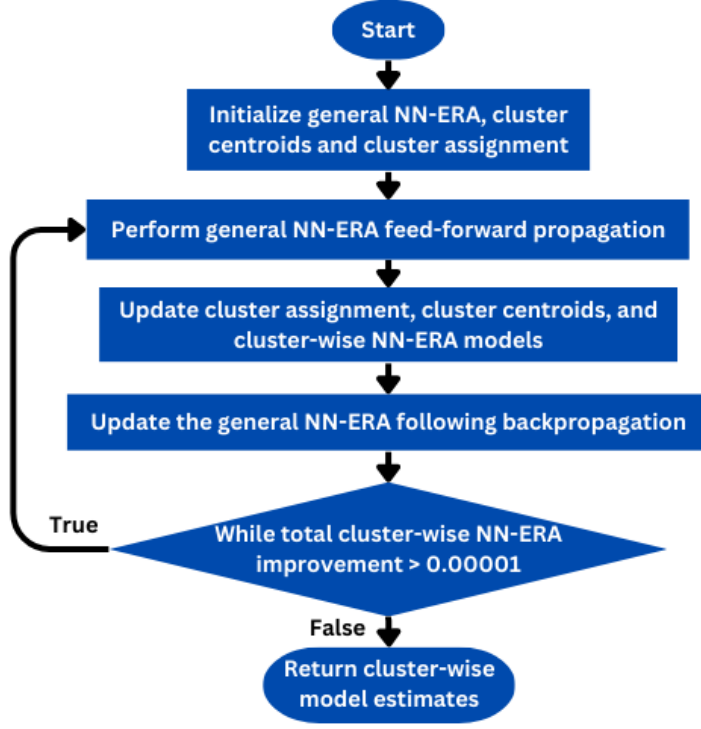 Start
Initialize general NN-ERA, cluster
centroids and cluster assignment
Perform general NN-ERA feed-forward propagation
Update cluster assignment, cluster centroids, and
cluster-wise NN-ERA models
Update the general NN-ERA following backpropagation
True
While total cluster-wise NN-ERA
improvement > 0.00001
False
Return cluster-wise
model estimates